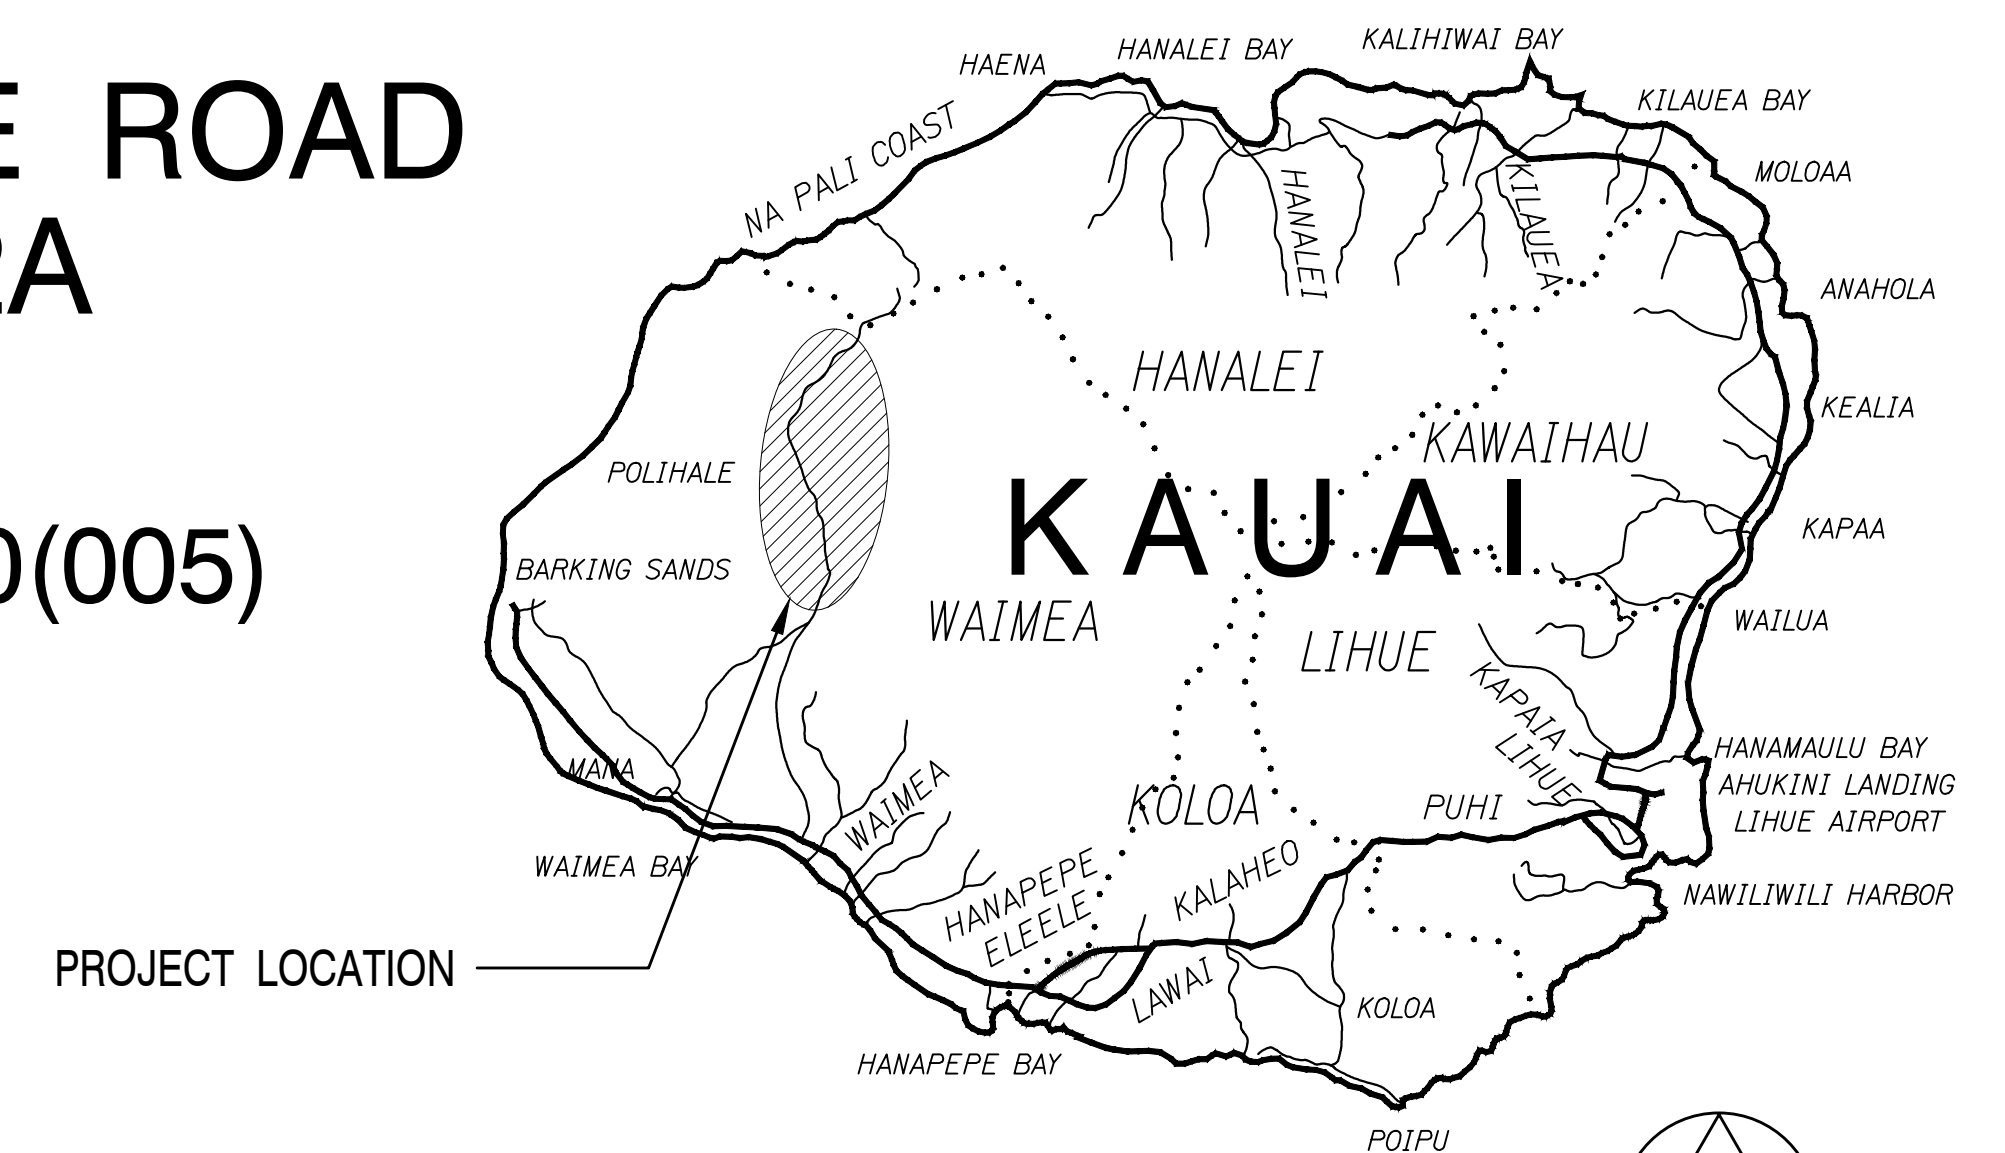 E ROAD
RA
0(005)
PROJECT LOCATION
HAENA
HANALEI BAY
KALIHIWAI BAY
KILAUEA BAY
NA PALI COAST
MOLOAA
HANALEI
KILAUEA
ANAHOLA
HANALEI
KEALIA
KAWAIHAU
POLIHALE
KAUAI
KAPAA
BARKING SANDS
WAIMEA
LIHUE
WAILUA
KAPAIA
LIHUE
HANAMAULU BAY
MANA
AHUKINI LANDING
WAIMEA
KOLOA
PUHI
LIHUE AIRPORT
WAIMEA BAY
HANAPEPE
ELEELE
KALAHEO
NAWILIWILI HARBOR
LAWAI
KOLOA
HANAPEPE BAY
POIPU